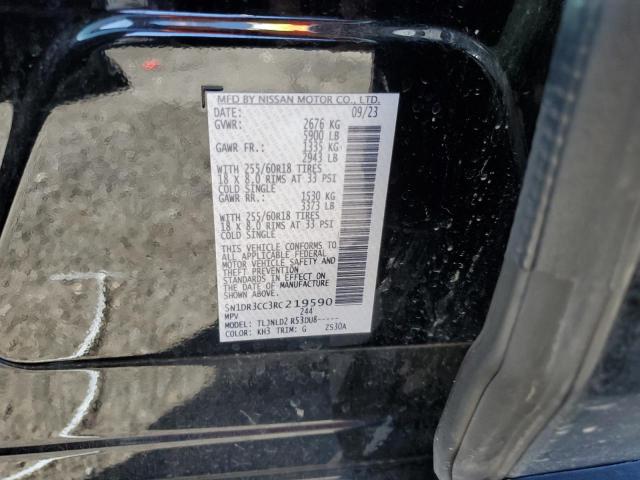 MFD BY NISSAN MOTOR CO., LTD.
DATE: 09/23
GVWR: 2676 KG
5900 LB
GAWR FR.: 1335 KG
2943 LB
WITH 255/60R18 TIRES
18 X 8.0 RIMS AT 33 PSI
COLD SINGLE
GAWR RR.: 1530 KG
3373 LB
WITH 255/60R18 TIRES
18 X 8.0 RIMS AT 33 PSI
COLD SINGLE
THIS VEHICLE CONFORMS TO
ALL APPLICABLE FEDERAL
MOTOR VEHICLE SAFETY AND
THEFT PREVENTION
STANDARDS IN EFFECT ON
THE DATE OF MANUFACTURE
SHOWN ABOVE.
5N1DR3CC3RC219590
MPV 244
MODEL: TLJNLD2 R53DU8-----
COLOR: KH3 TRIM: G ZS30A